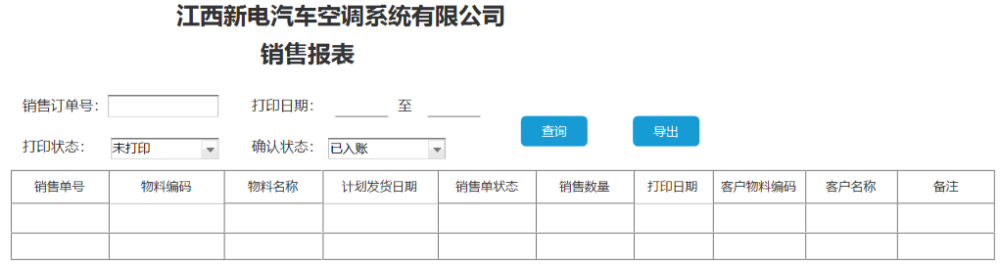 江西新电汽车空调系统有限公司
销售报表
销售订单号： 打印日期： 至
查询 导出
打印状态： 未打印 确认状态： 已入账
销售单号 物料编码 物料名称 计划发货日期 销售单状态 销售数量 打印日期 客户物料编码 客户名称 备注